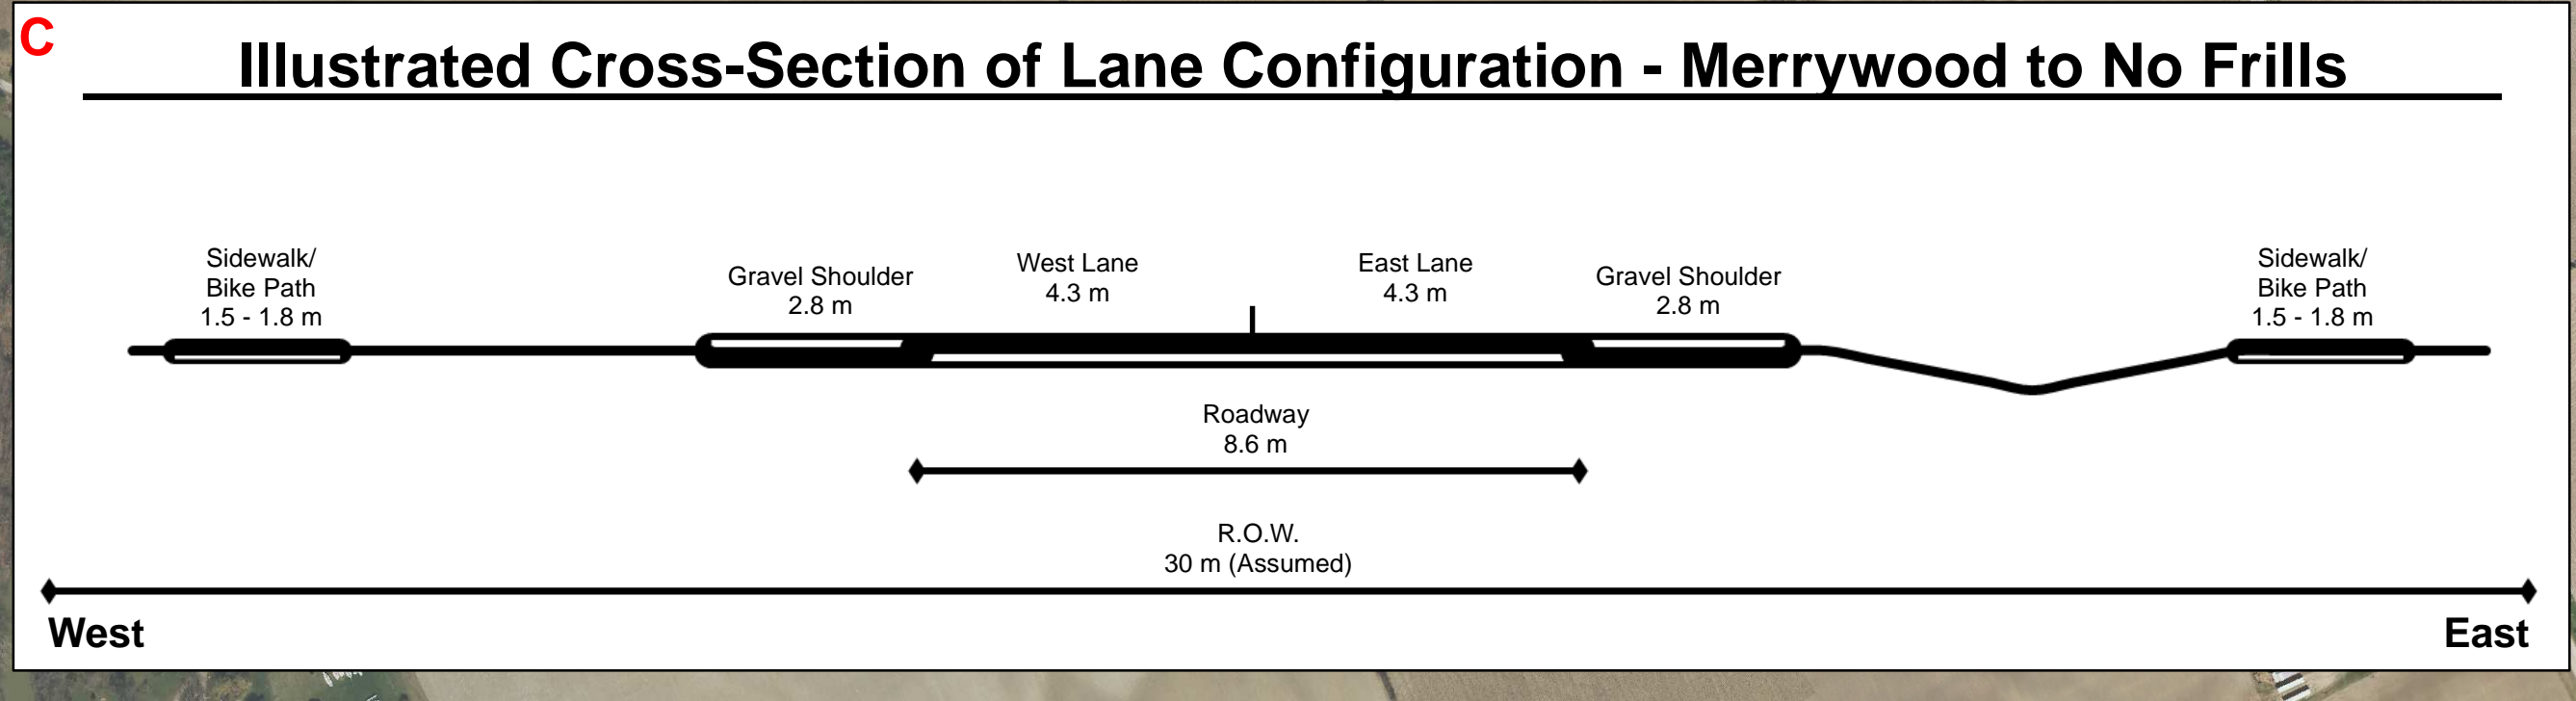 C
Illustrated Cross-Section of Lane Configuration - Merrywood to No Frills
Sidewalk/
Bike Path
1.5 - 1.8 m
Gravel Shoulder
2.8 m
West Lane
4.3 m
East Lane
4.3 m
Gravel Shoulder
2.8 m
Sidewalk/
Bike Path
1.5 - 1.8 m
Roadway
8.6 m
R.O.W.
30 m (Assumed)
West
East